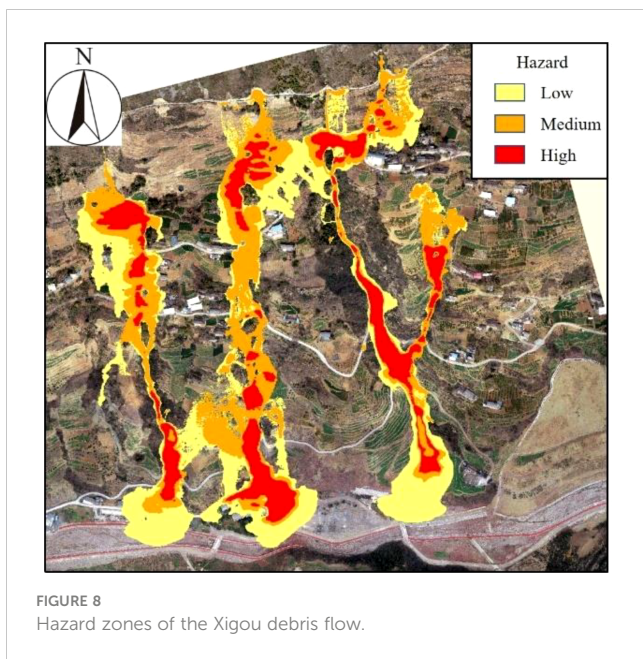 N
Hazard
Low
Medium
High
FIGURE 8
Hazard zones of the Xigou debris flow.